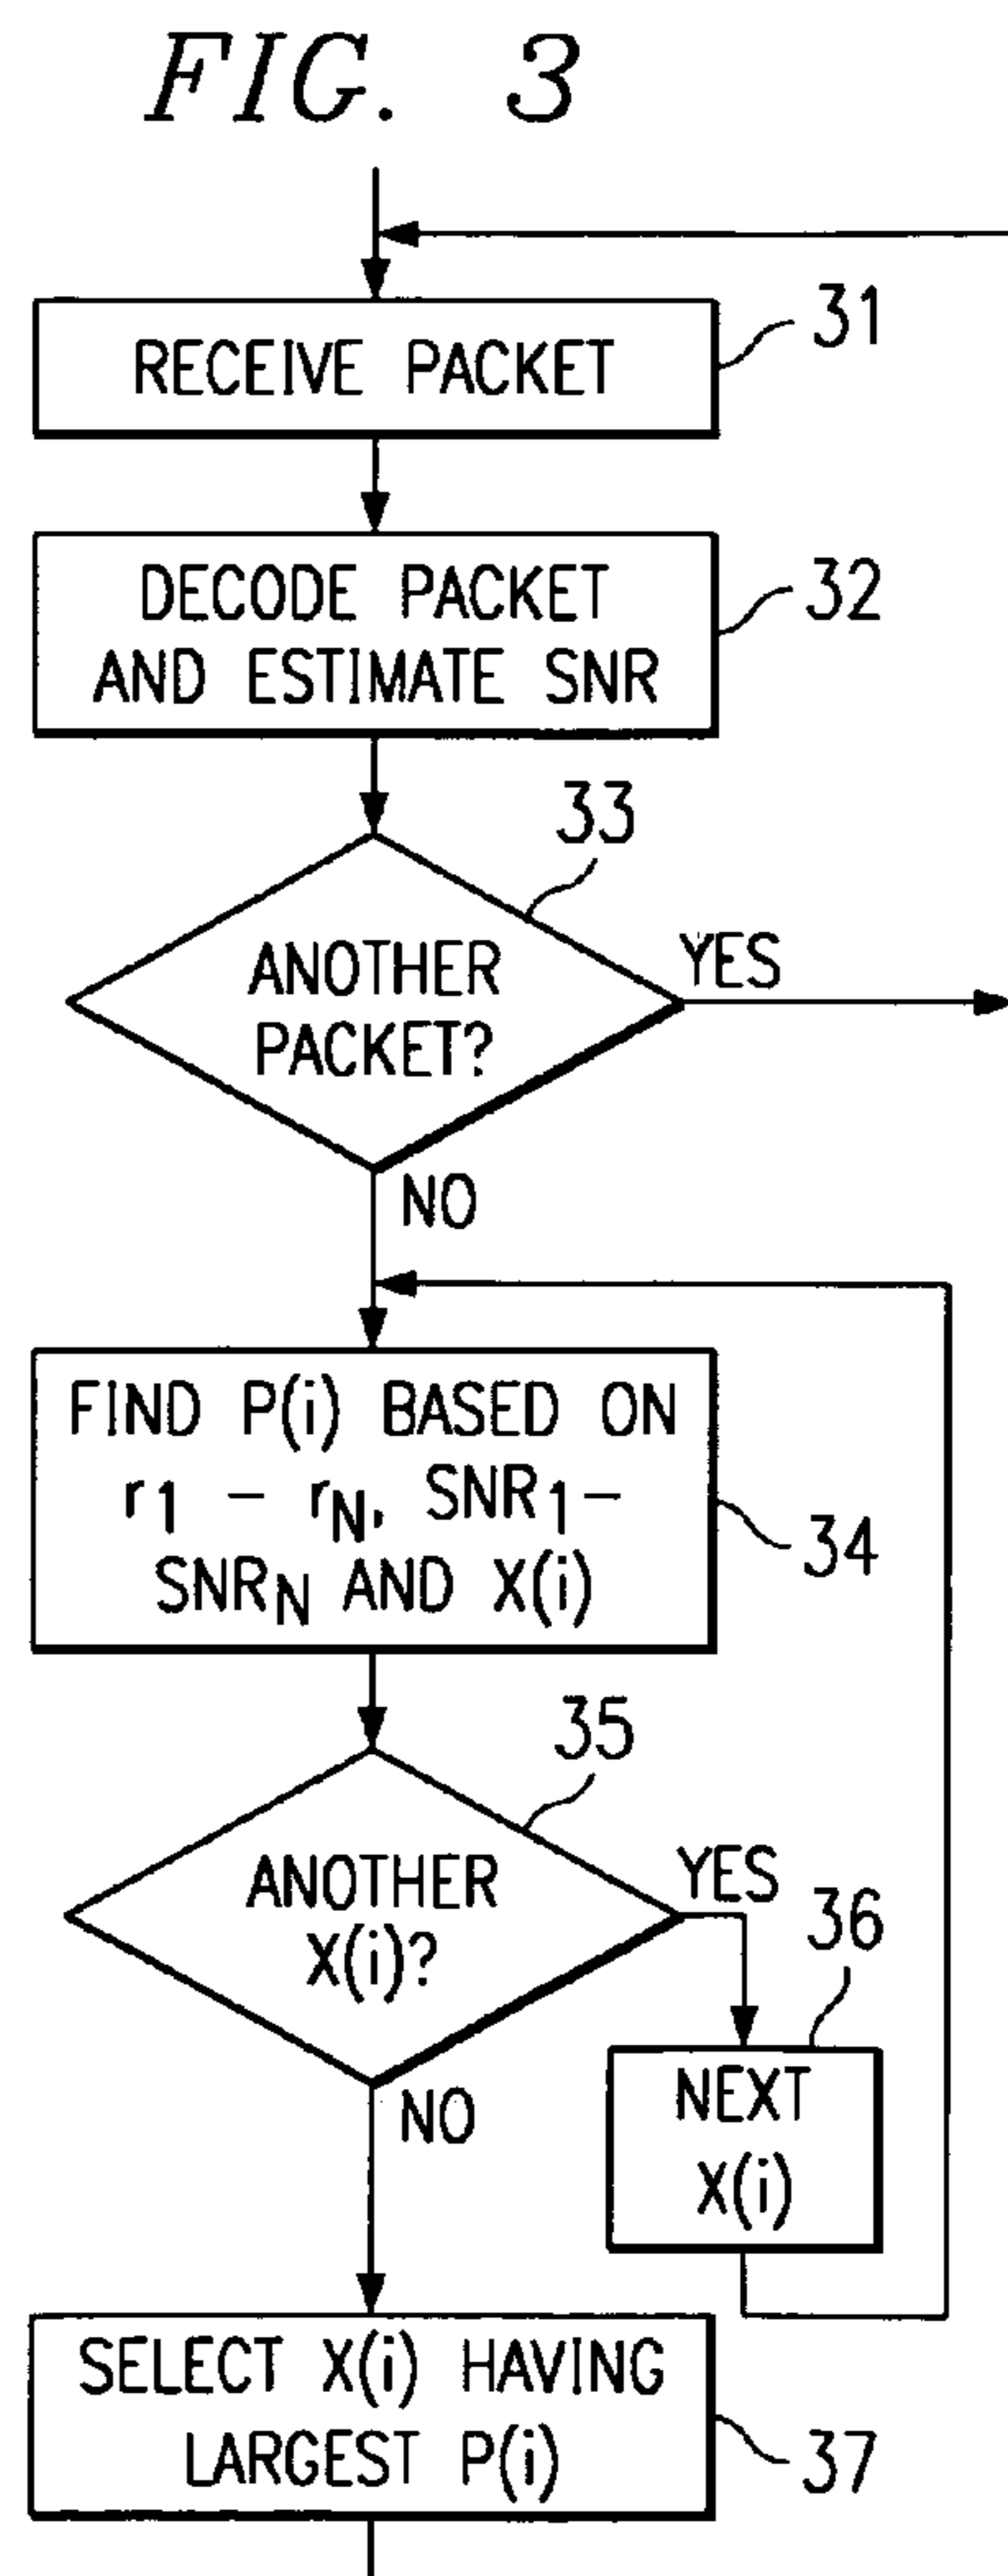 FIG. 3
RECEIVE PACKET
31
DECODE PACKET
AND ESTIMATE SNR
32
33
ANOTHER
PACKET?
YES
NO
FIND P(i) BASED ON
r1 - rN, SNR1-
SNRN AND X(i)
34
35
ANOTHER
X(i)?
YES
36
NEXT
X(i)
NO
SELECT X(i) HAVING
LARGEST P(i)
37